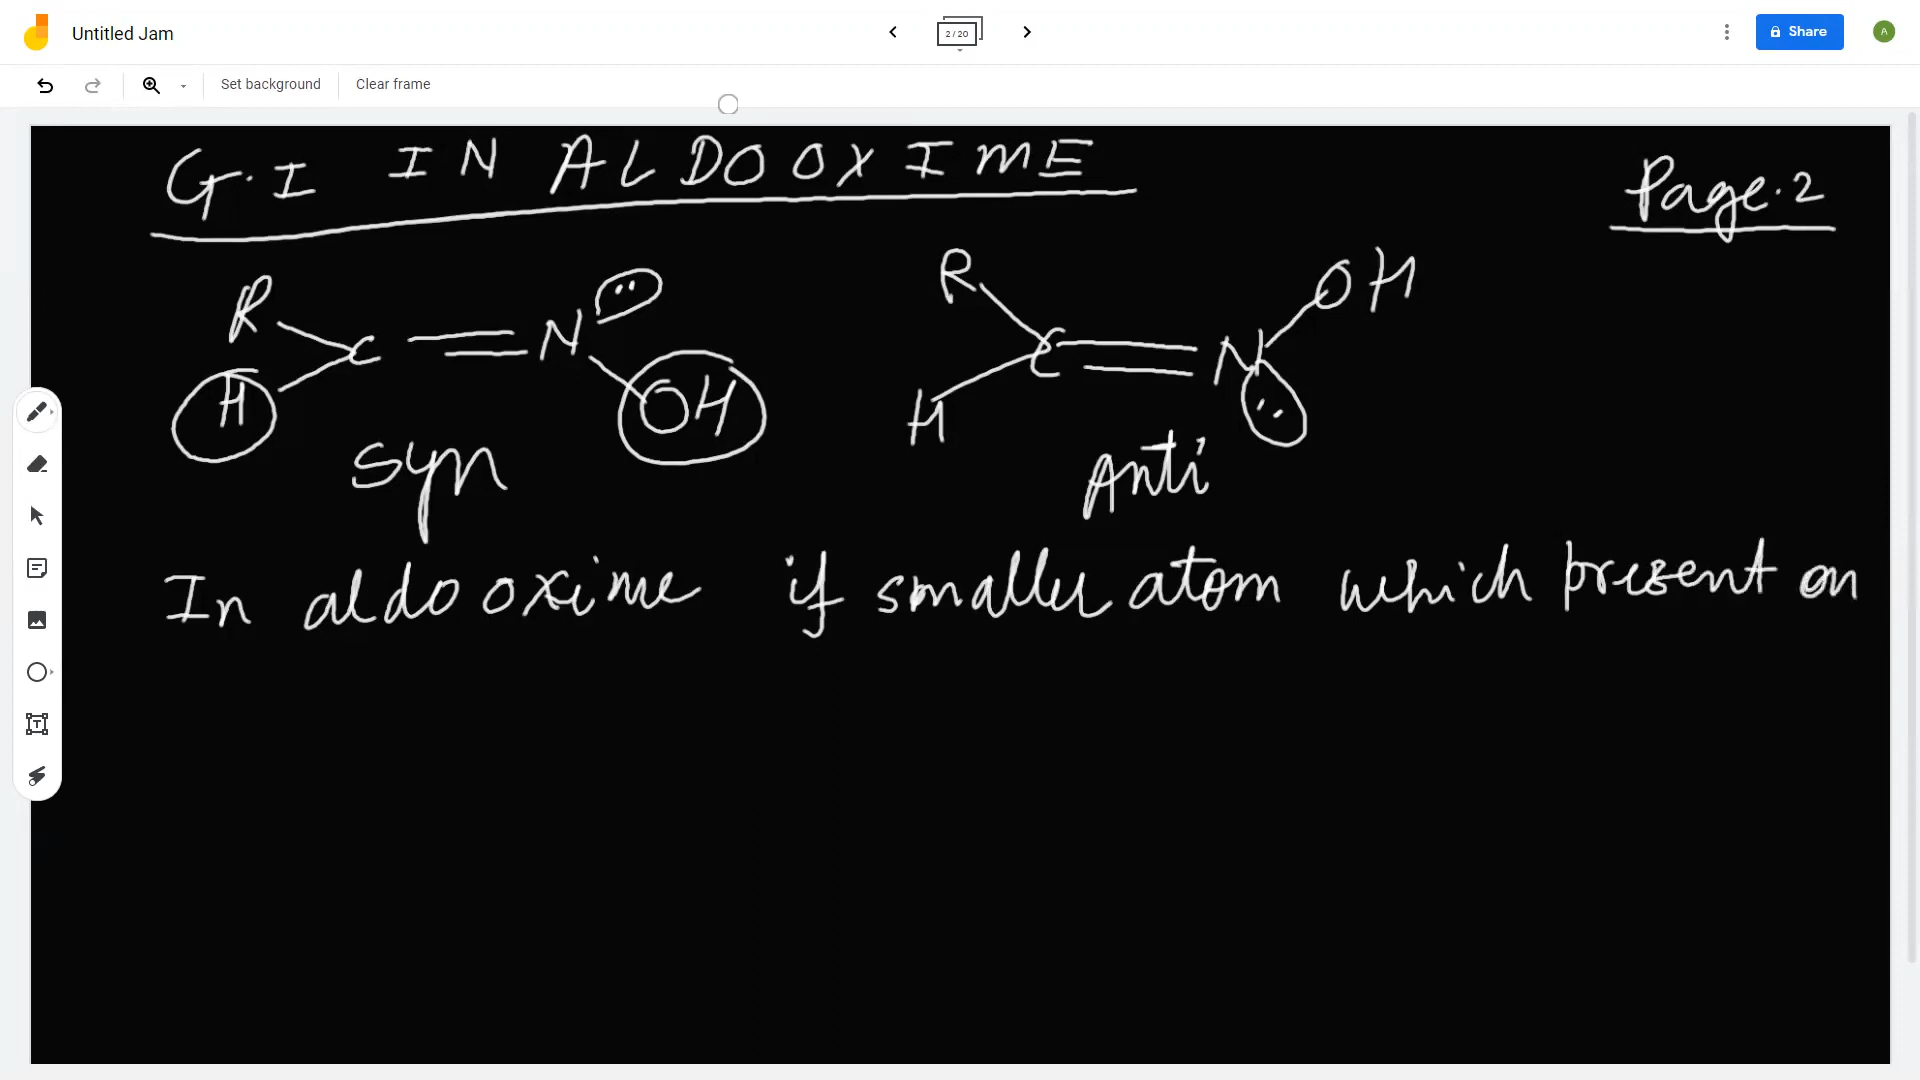 Untitled Jam
2 / 20
Share
A
Set background
Clear frame
G.I IN ALDOOXIME
Page.2
R
C
N
H
OH
Syn
R
OH
C
N
H
Anti
In aldooxime if smaller atom which present on